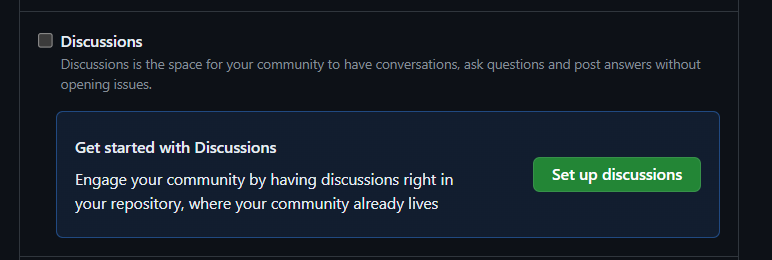 Discussions
Discussions is the space for your community to have conversations, ask questions and post answers without
opening issues.
Get started with Discussions
Engage your community by having discussions right in
your repository, where your community already lives
Set up discussions